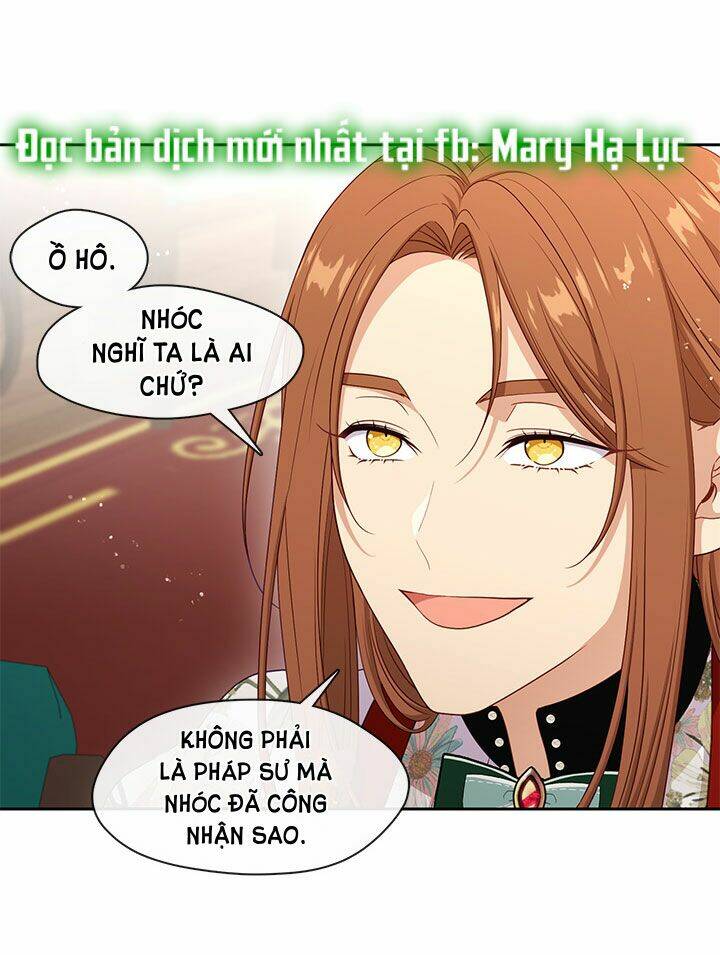 Đọc bản dịch mới nhất tại fb: Mary Hạ Lục
Ồ HÔ.
NHÓC
NGHĨ TA LÀ AI
CHỨ?
KHÔNG PHẢI
LÀ PHÁP SƯ MÀ
NHÓC ĐÃ CÔNG
NHẬN SAO.